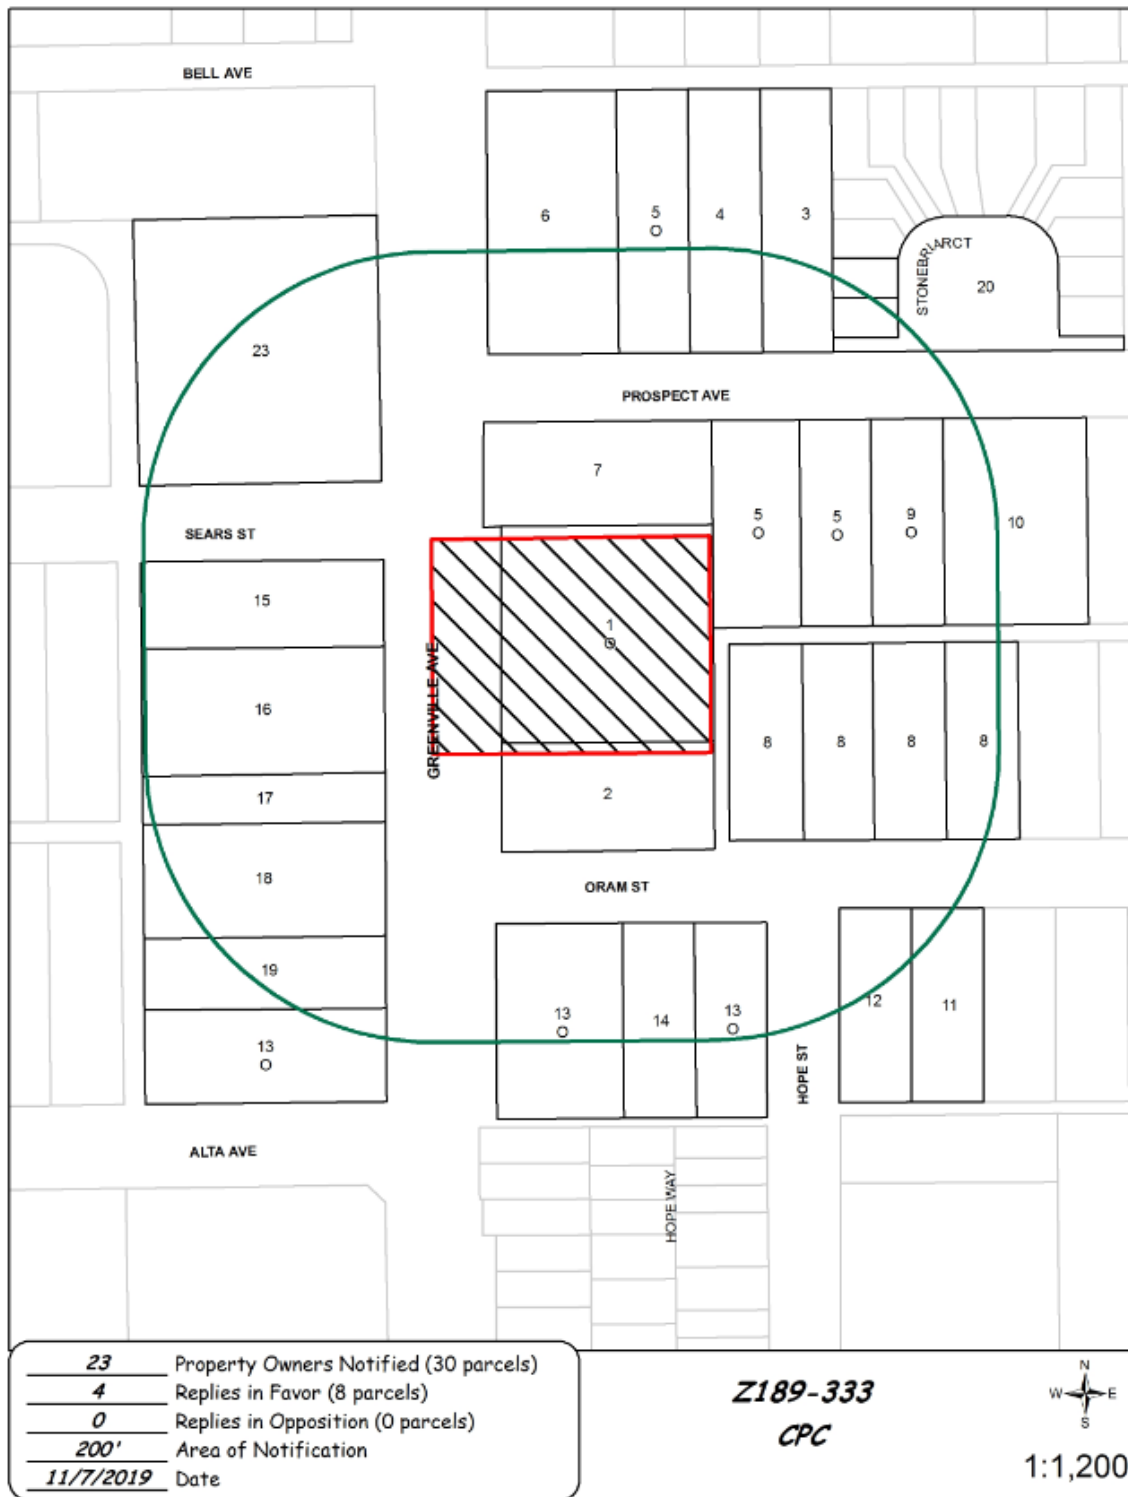 BELL AVE
6
5
4
3
STONEBRIARCT
20
23
PROSPECT AVE
7
5
5
9
10
SEARS ST
15
1
GREENVILLE AVE
16
8
8
8
8
17
2
18
ORAM ST
19
13
14
13
12
11
13
HOPE ST
ALTA AVE
HOPE WAY
23 Property Owners Notified (30 parcels)
4 Replies in Favor (8 parcels)
0 Replies in Opposition (0 parcels)
200' Area of Notification
11/7/2019 Date
Z189-333
CPC
N
W E
S
1:1,200